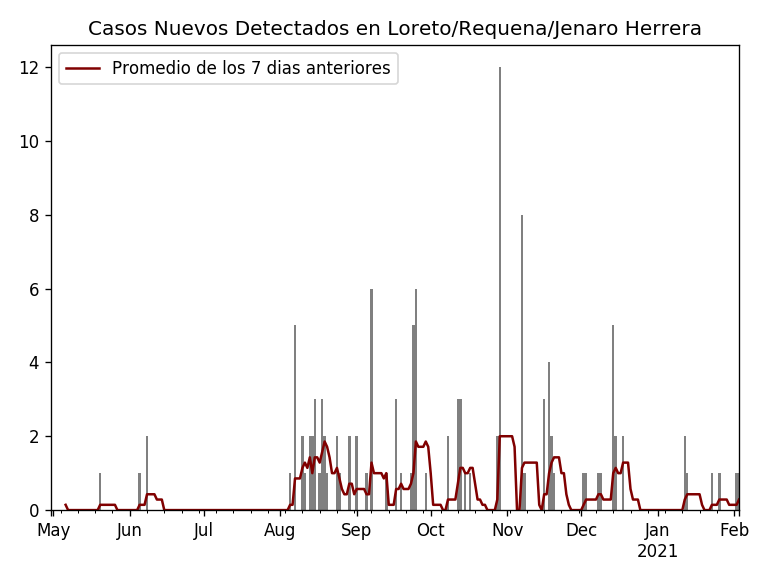 Casos Nuevos Detectados en Loreto/Requena/Jenaro Herrera
Promedio de los 7 dias anteriores
12
10
8
6
4
2
0
May Jun Jul Aug Sep Oct Nov Dec Jan Feb
2021